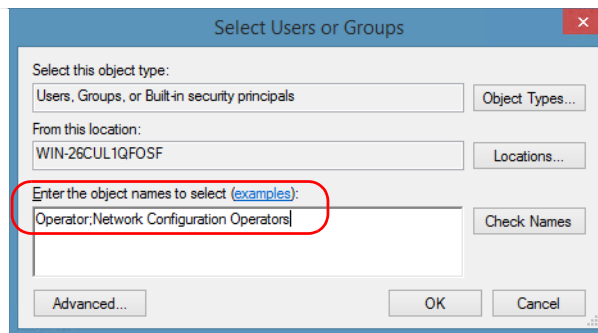 Select Users or Groups
Select this object type:
Users, Groups, or Built-in security principals
Object Types...
From this location:
WIN-26CUL1QFOSF
Locations...
Enter the object names to select (examples):
Operator;Network Configuration Operators
Check Names
Advanced...
OK
Cancel